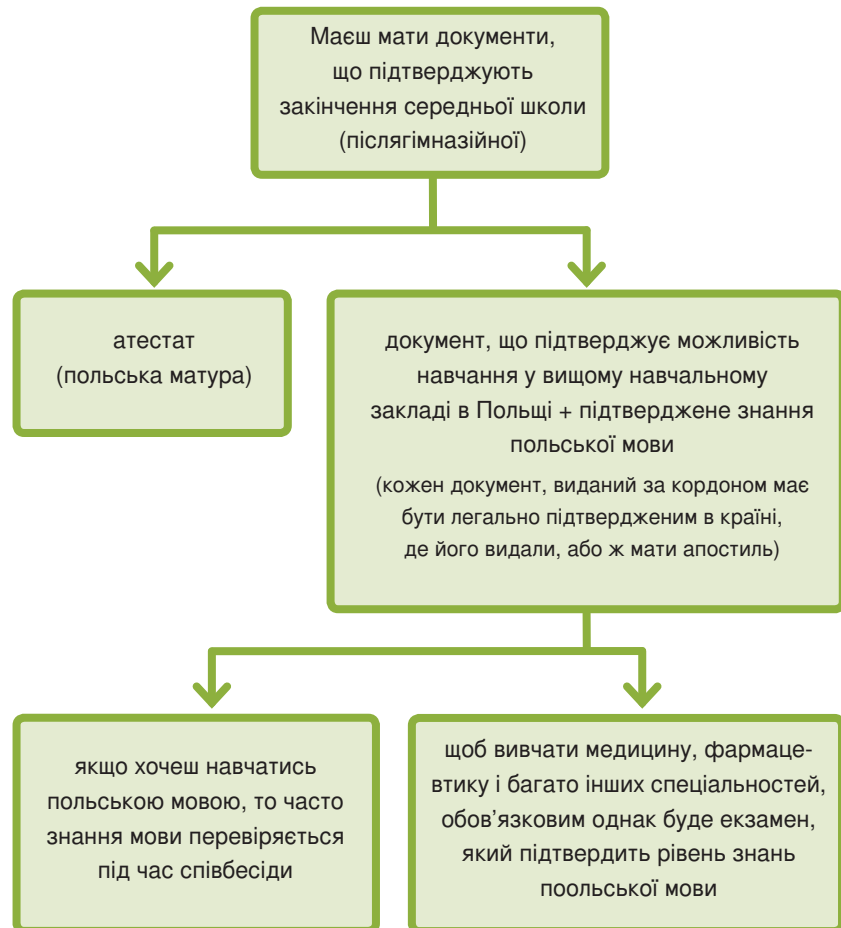 Маєш мати документи,
що підтверджують
закінчення середньої школи
(післягімназійної)
атестат
(польська матура)
документ, що підтверджує можливість
навчання у вищому навчальному
закладі в Польщі + підтверджене знання
польської мови
(кожен документ, виданий за кордоном має
бути легально підтвердженим в країні,
де його видали, або ж мати апостиль)
якщо хочеш навчатись
польською мовою, то часто
знання мови перевіряється
під час співбесіди
щоб вивчати медицину, фармаце-
втику і багато інших спеціальностей,
обов’язковим однак буде екзамен,
який підтвердить рівень знань
поольської мови